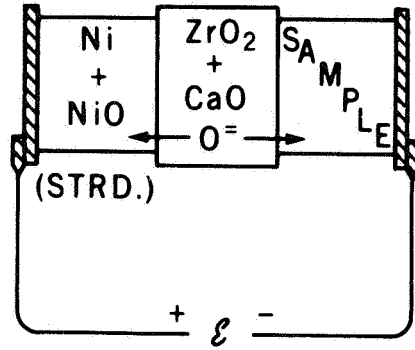 Ni
+
NiO
ZrO₂
+
CaO
O⁼
SAMPLE
(STRD.)
+ ℰ −